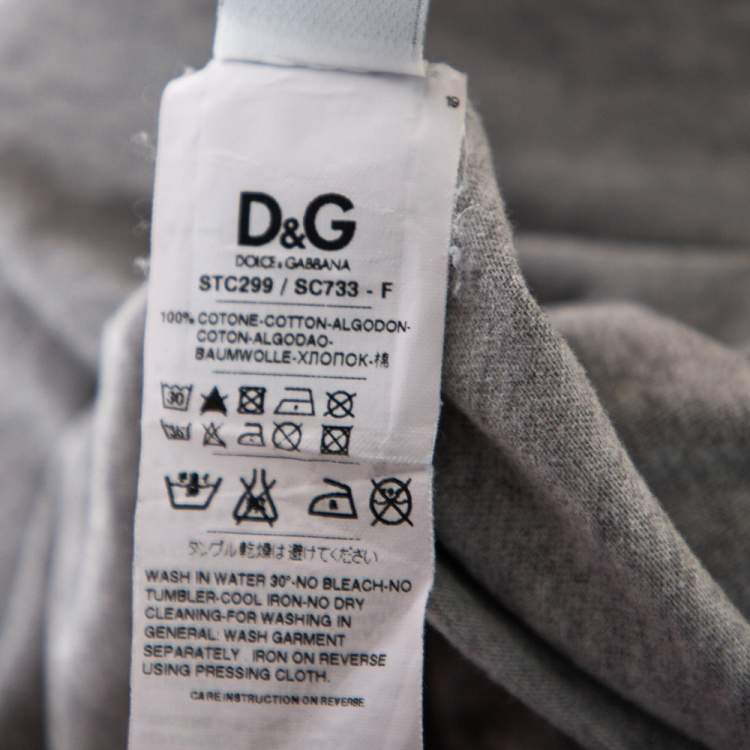 19
D&G
DOLCE & GABBANA
STC299 / SC733 - F
100% COTONE-COTTON-ALGODON-
COTON-ALGODAO-
BAUMWOLLE-ХЛОПОК-棉
30
タンブル乾燥は避けてください
WASH IN WATER 30°-NO BLEACH-NO
TUMBLER-COOL IRON-NO DRY
CLEANING-FOR WASHING IN
GENERAL: WASH GARMENT
SEPARATELY. IRON ON REVERSE
USING PRESSING CLOTH.
CARE INSTRUCTION ON REVERSE